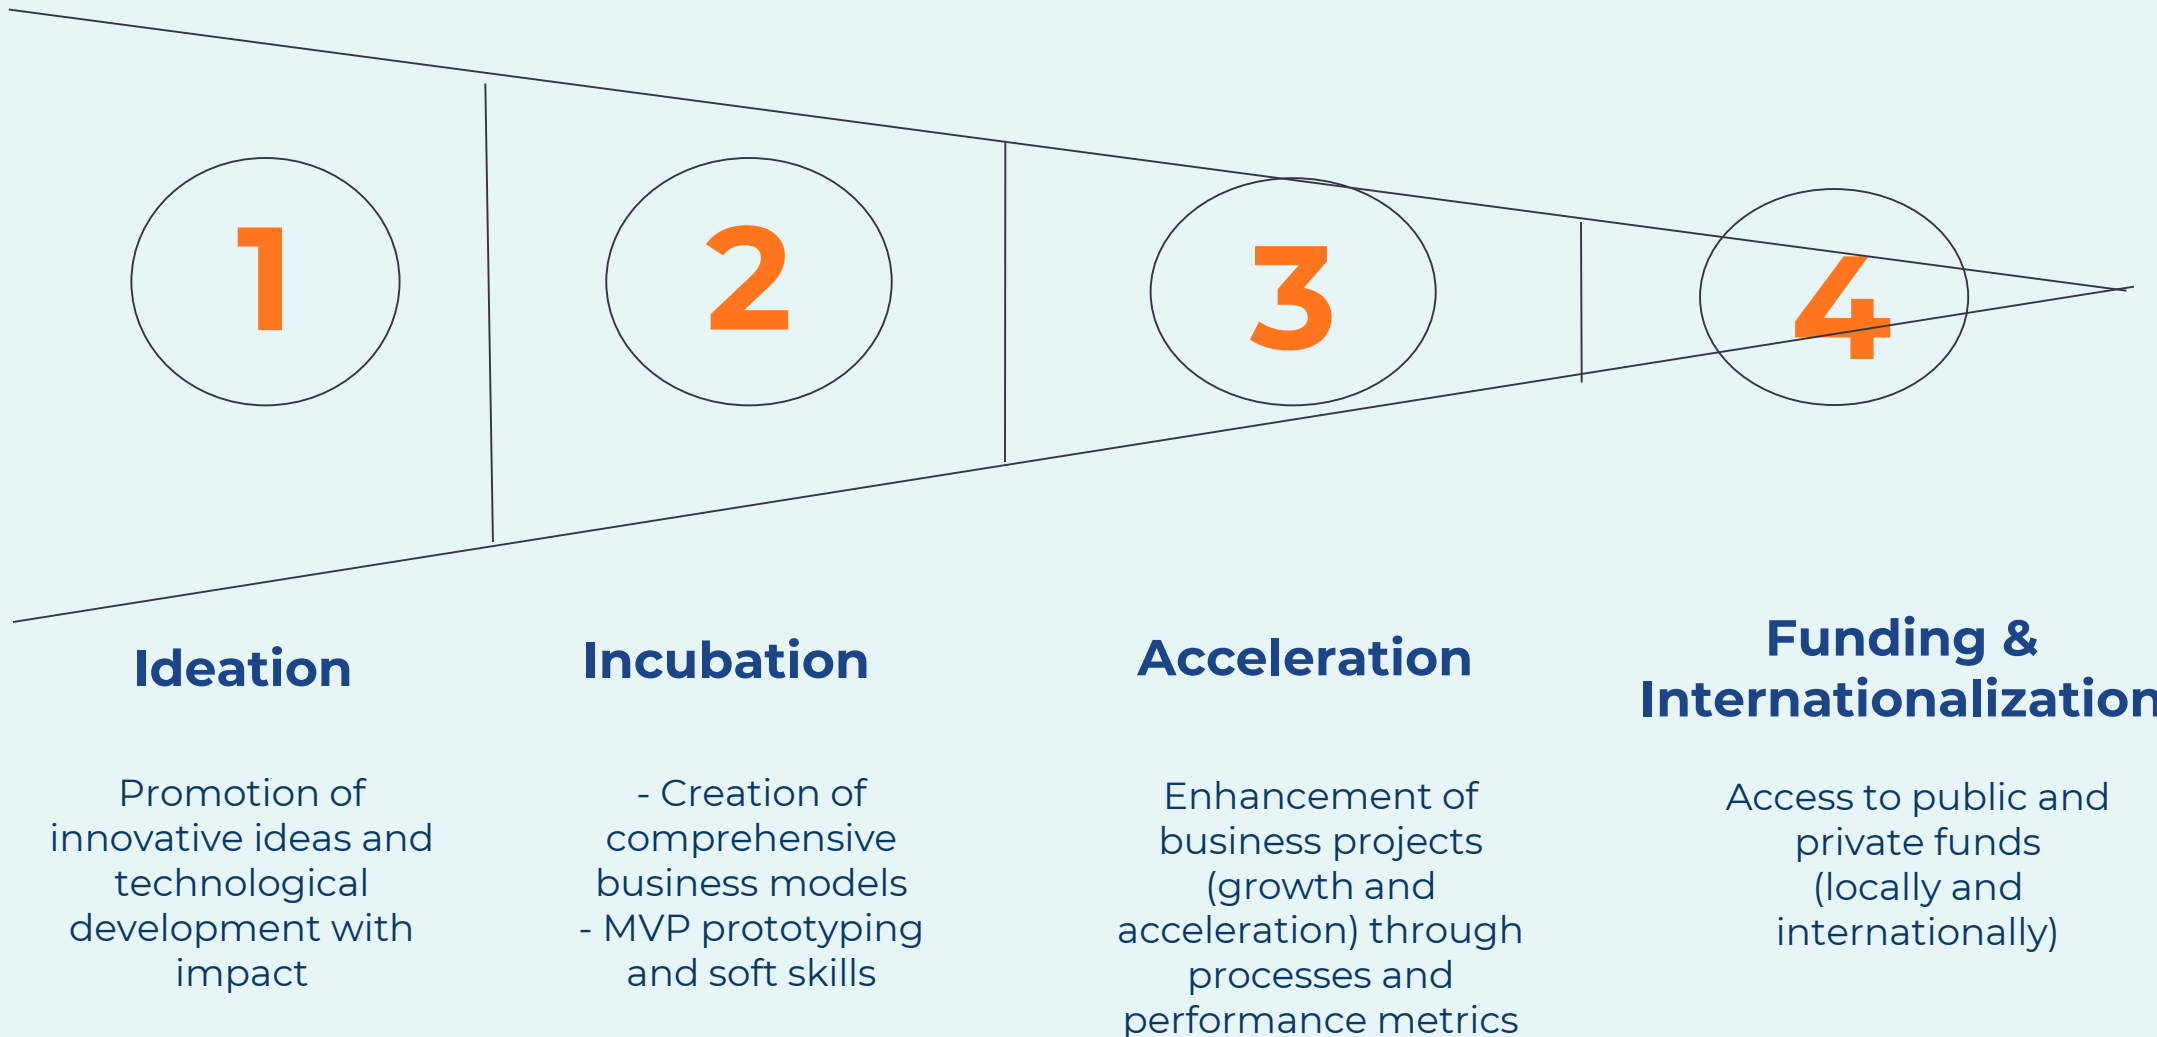 1
2
3
4
Ideation
Promotion of
innovative ideas and
technological
development with
impact
Incubation
- Creation of
comprehensive
business models
- MVP prototyping
and soft skills
Acceleration
Enhancement of
business projects
(growth and
acceleration) through
processes and
performance metrics
Funding &
Internationalization
Access to public and
private funds
(locally and
internationally)